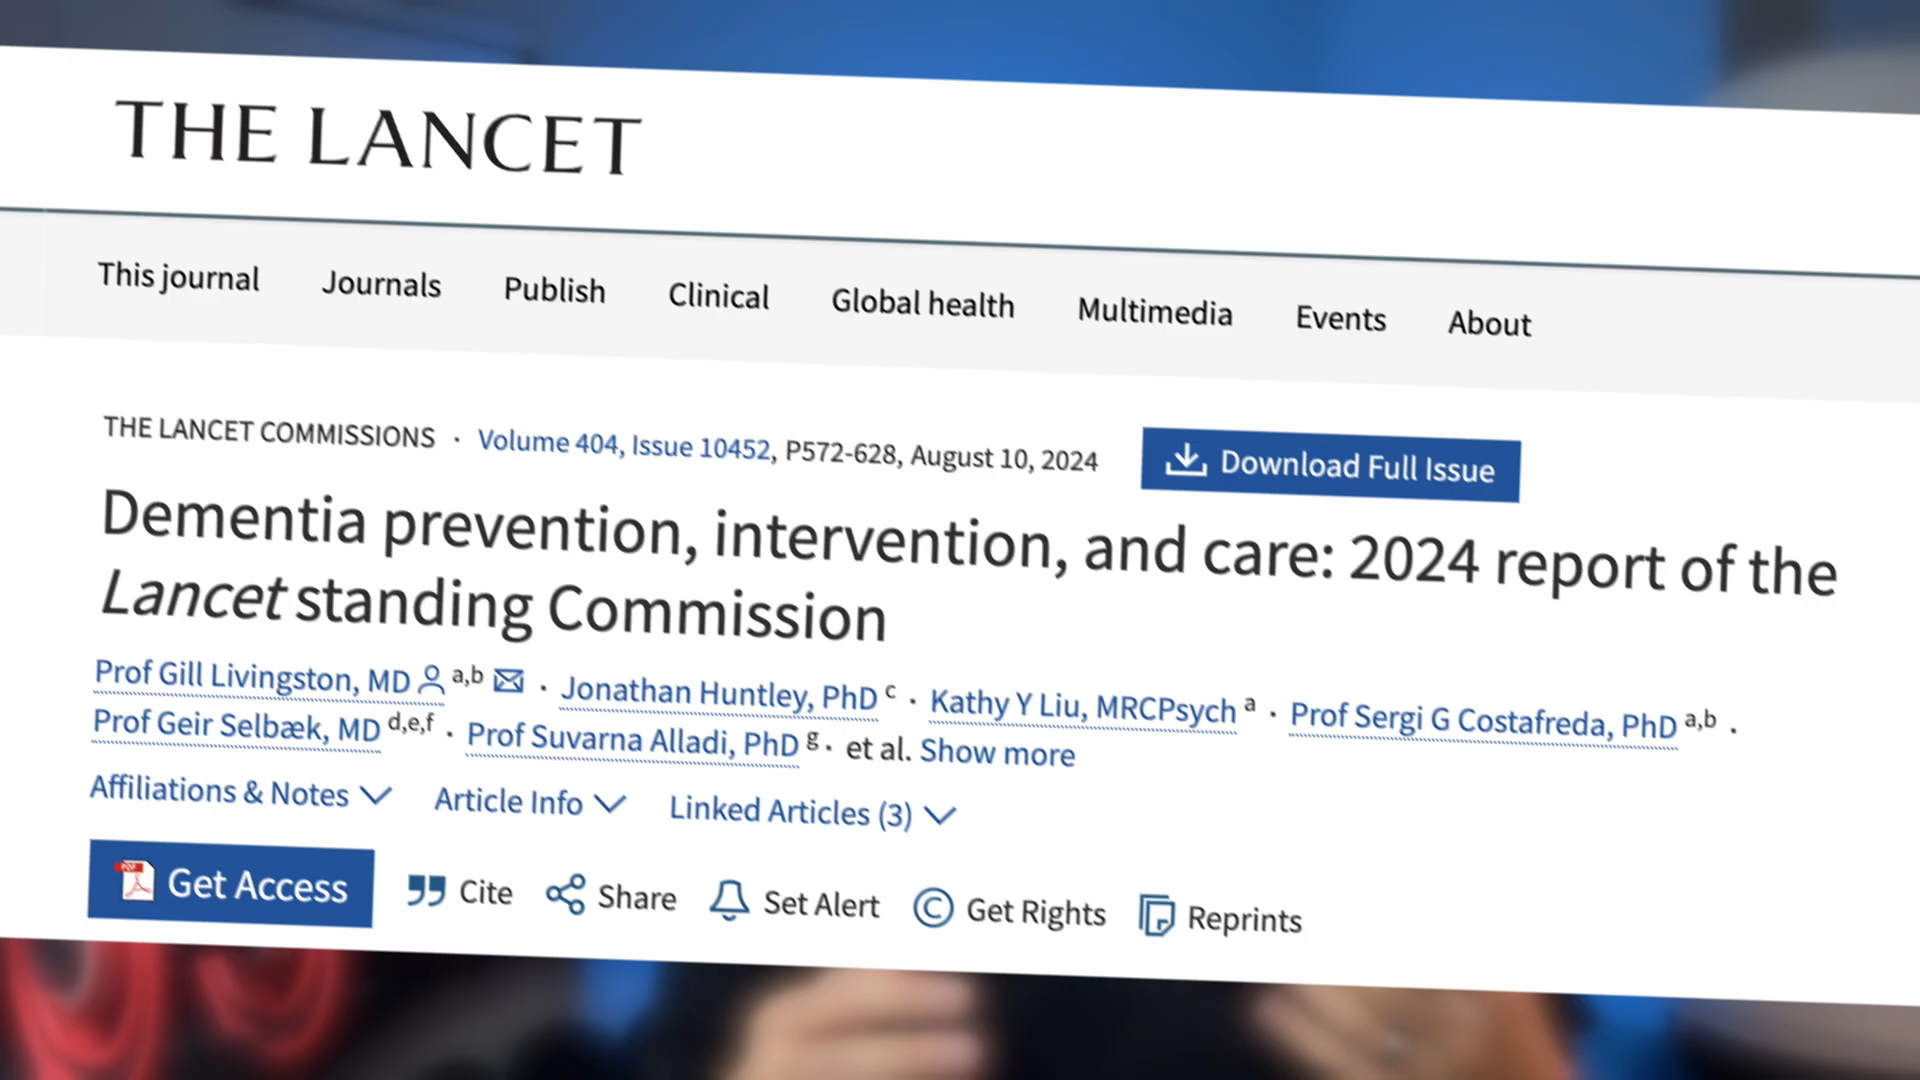 THE LANCET
This journal Journals Publish Clinical Global health Multimedia Events About
THE LANCET COMMISSIONS · Volume 404, Issue 10452, P572-628, August 10, 2024 Download Full Issue
Dementia prevention, intervention, and care: 2024 report of the
Lancet standing Commission
Prof Gill Livingston, MD a,b · Jonathan Huntley, PhD c · Kathy Y Liu, MRCPsych a · Prof Sergi G Costafreda, PhD a,b ·
Prof Geir Selbæk, MD d,e,f · Prof Suvarna Alladi, PhD g · et al. Show more
Affiliations & Notes Article Info Linked Articles (3)
PDF Get Access Cite Share Set Alert © Get Rights Reprints